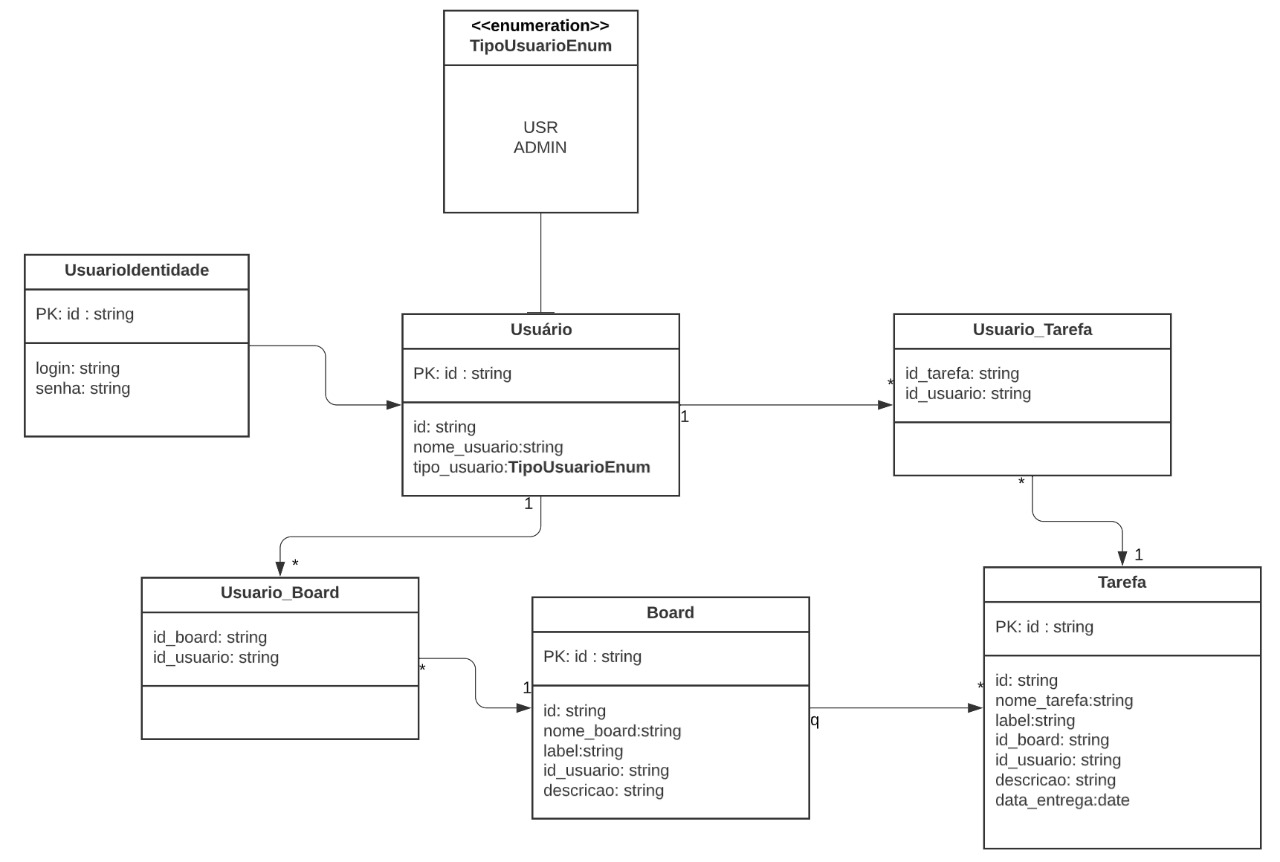 <<enumeration>>
TipoUsuarioEnum
USR
ADMIN
UsuarioIdentidade
PK: id : string
login: string
senha: string
Usuário
PK: id : string
id: string
nome_usuario:string
tipo_usuario:TipoUsuarioEnum
1
1
*
Usuario_Tarefa
id_tarefa: string
id_usuario: string
*
1
*
Usuario_Board
id_board: string
id_usuario: string
*
1
Board
PK: id : string
id: string
nome_board:string
label:string
id_usuario: string
descricao: string
q
*
Tarefa
PK: id : string
id: string
nome_tarefa:string
label:string
id_board: string
id_usuario: string
descricao: string
data_entrega:date